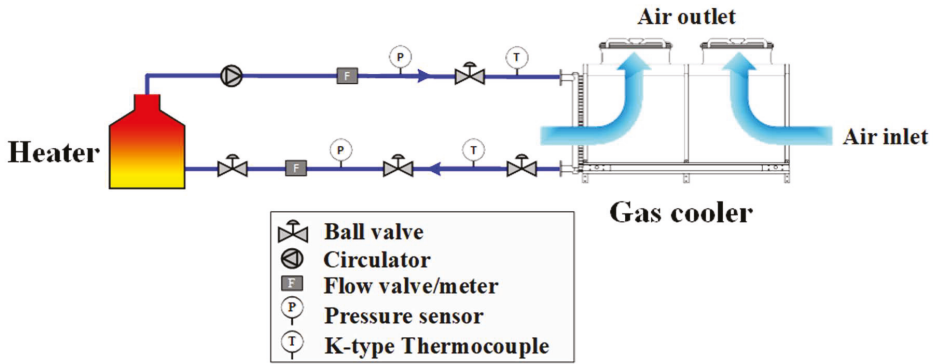 Air outlet
P
T
F
Heater
Air inlet
P
T
F
Gas cooler
Ball valve
Circulator
F Flow valve/meter
P Pressure sensor
T K-type Thermocouple